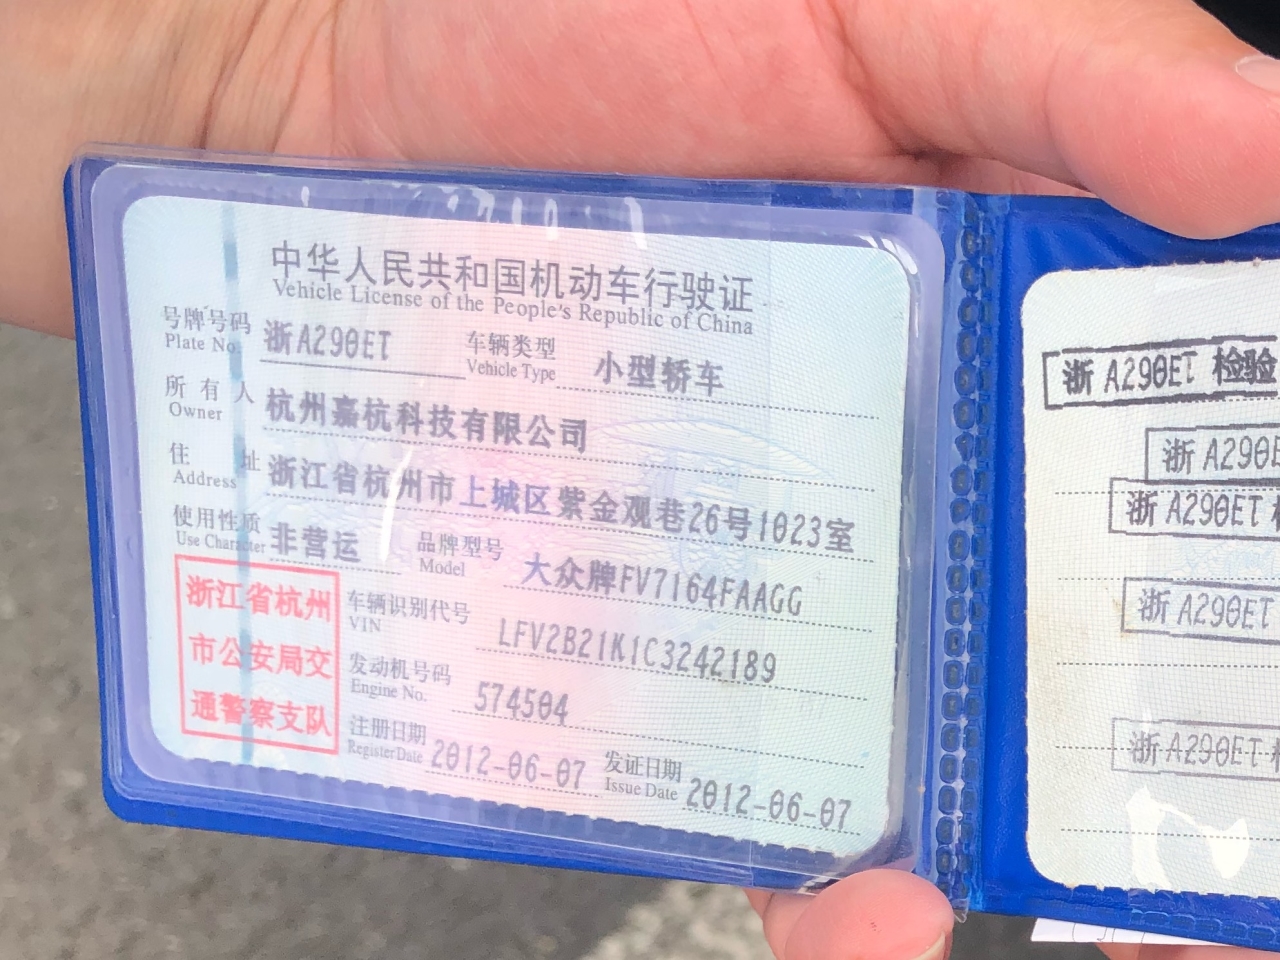 中华人民共和国机动车行驶证
Vehicle License of the People's Republic of China
号牌号码 浙A290ET 车辆类型 小型轿车
Plate No. Vehicle Type
所有人 杭州嘉杭科技有限公司
Owner
住址 浙江省杭州市上城区紫金观巷26号1023室
Address
使用性质 非营运 品牌型号 大众牌FV7164FAAGG
Use Character Model
浙江省杭州
市公安局交
通警察支队
车辆识别代号 LFV2B21K1C3242189
VIN
发动机号码 574504
Engine No.
注册日期 2012-06-07 发证日期 2012-06-07
Register Date Issue Date
浙A290ET 检验
浙A290E
浙A290ET
浙A290ET
浙A290ET